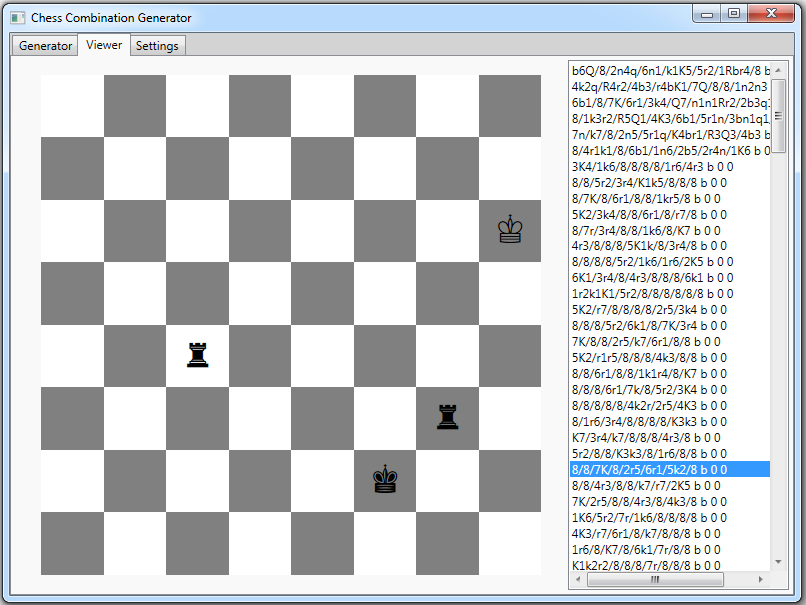 Chess Combination Generator
Generator Viewer Settings
b6Q/8/2n4q/6n1/k1K5/5r2/1Rbr4/8 b
4k2q/R4r2/4b3/r4bK1/7Q/8/8/1n2n3
6b1/8/7K/6r1/3k4/Q7/n1n1Rr2/2b3q1
8/1k3r2/R5Q1/4K3/6b1/5r1n/3bn1q1/
7n/k7/8/2n5/5r1q/K4br1/R3Q3/4b3 b
8/4r1k1/8/6b1/1n6/2b5/2r4n/1K6 b 0
3K4/1k6/8/8/8/8/1r6/4r3 b 0 0
8/8/5r2/3r4/K1k5/8/8/8 b 0 0
8/7K/8/6r1/8/8/1kr5/8 b 0 0
5K2/3k4/8/8/6r1/8/r7/8 b 0 0
8/7r/3r4/8/8/1k6/8/K7 b 0 0
4r3/8/8/8/5K1k/8/3r4/8 b 0 0
8/8/8/8/5r2/1k6/1r6/2K5 b 0 0
6K1/3r4/8/4r3/8/8/8/6k1 b 0 0
1r2k1K1/5r2/8/8/8/8/8/8 b 0 0
5K2/r7/8/8/8/8/2r5/3k4 b 0 0
8/8/8/5r2/6k1/8/7K/3r4 b 0 0
7K/8/8/2r5/k7/6r1/8/8 b 0 0
5K2/r1r5/8/8/8/4k3/8/8 b 0 0
8/8/6r1/8/8/1k1r4/8/K7 b 0 0
8/8/8/6r1/7k/8/5r2/3K4 b 0 0
8/8/8/8/8/4k2r/2r5/4K3 b 0 0
8/1r6/3r4/8/8/8/8/K3k3 b 0 0
K7/3r4/k7/8/8/8/4r3/8 b 0 0
5r2/8/8/K3k3/8/1r6/8/8 b 0 0
8/8/7K/8/2r5/6r1/5k2/8 b 0 0
8/8/4r3/8/8/k7/r7/2K5 b 0 0
7K/2r5/8/8/4r3/8/4k3/8 b 0 0
1K6/5r2/7r/1k6/8/8/8/8 b 0 0
4K3/r7/6r1/8/k7/8/8/8 b 0 0
1r6/8/K7/8/6k1/7r/8/8 b 0 0
K1k2r2/8/8/8/7r/8/8/8 b 0 0